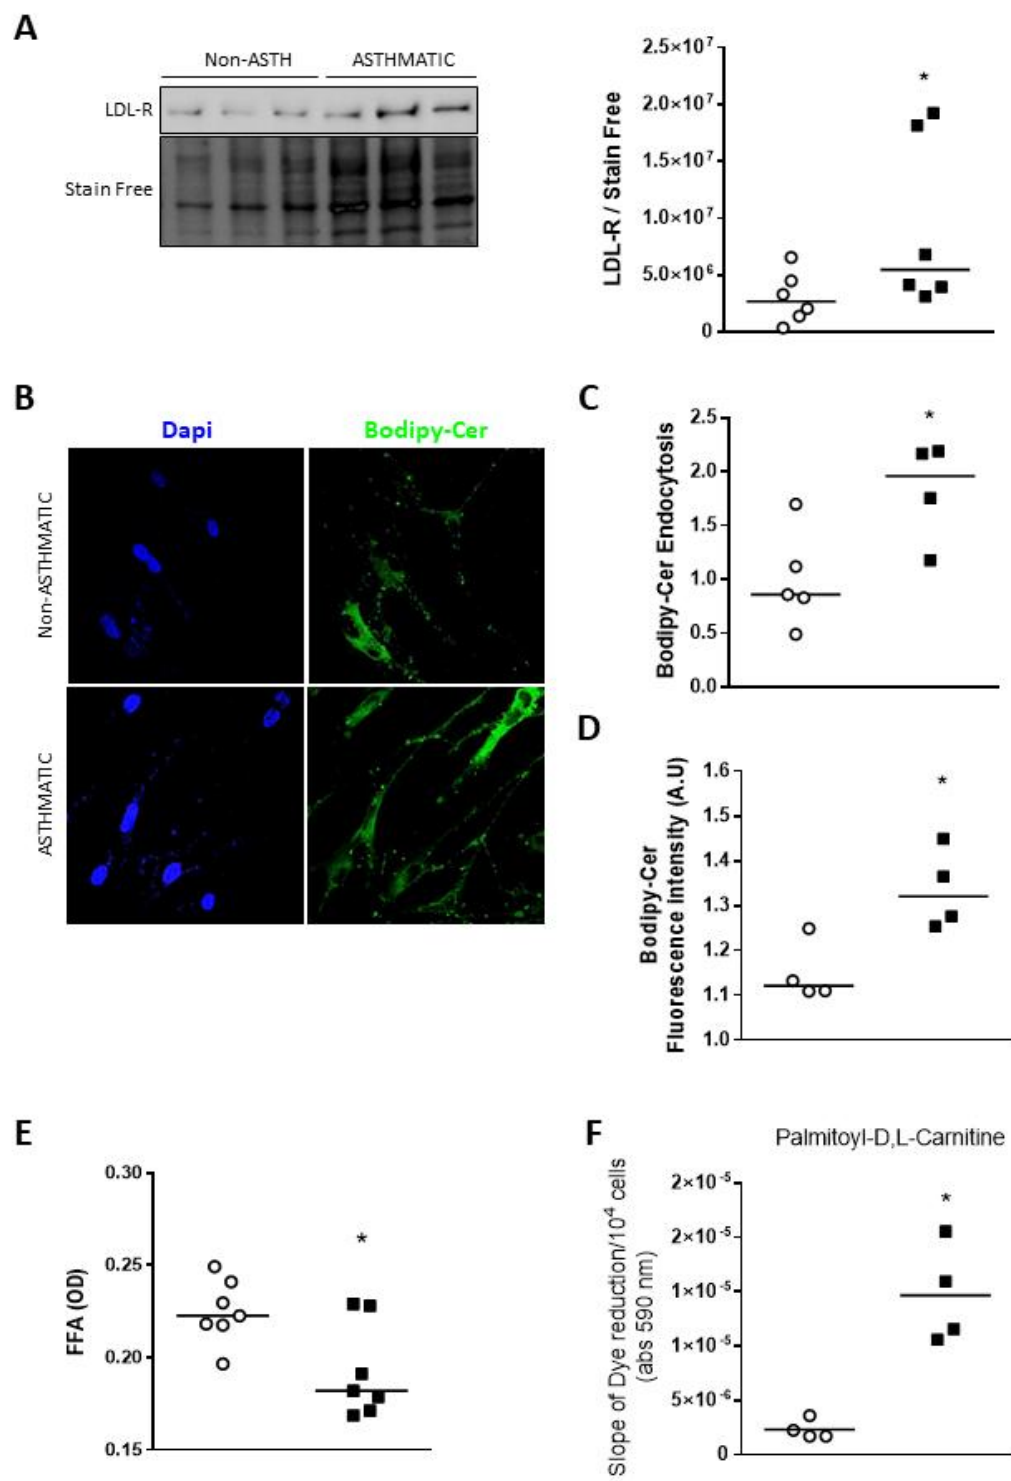 A
Non-ASTH ASTHMATIC
LDL-R
Stain Free
LDL-R / Stain Free
2.5×10⁷
2.0×10⁷
1.5×10⁷
1.0×10⁷
5.0×10⁶
0
*
B
Dapi Bodipy-Cer
Non-ASTHMATIC
ASTHMATIC
C
Bodipy-Cer Endocytosis
2.5
2.0
1.5
1.0
0.5
0.0
*
D
Bodipy-Cer
Fluorescence intensity (A.U)
1.6
1.5
1.4
1.3
1.2
1.1
1.0
*
E
FFA (OD)
0.30
0.25
0.20
0.15
*
F
Palmitoyl-D,L-Carnitine
Slope of Dye reduction/10⁴ cells
(abs 590 nm)
2×10⁻⁵
2×10⁻⁵
1×10⁻⁵
1×10⁻⁵
5×10⁻⁶
0
*